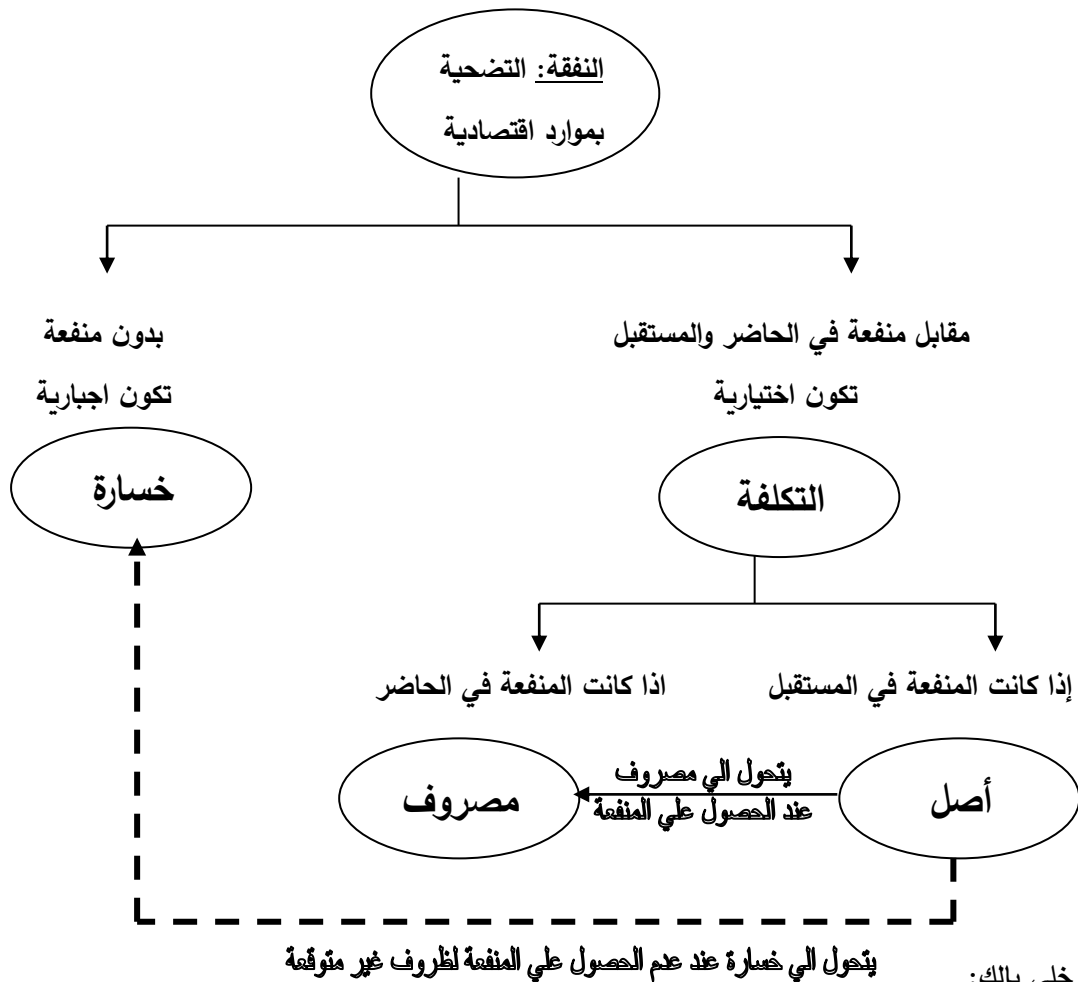 النفقة: التضحية
بموارد اقتصادية
مقابل منفعة في الحاضر والمستقبل
تكون اختيارية
بدون منفعة
تكون اجبارية
التكلفة
خسارة
إذا كانت المنفعة في المستقبل
اذا كانت المنفعة في الحاضر
أصل
يتحول الي مصروف
عند الحصول علي المنفعة
مصروف
يتحول الي خسارة عند عدم الحصول علي المنفعة لظروف غير متوقعة
خلي بالك: